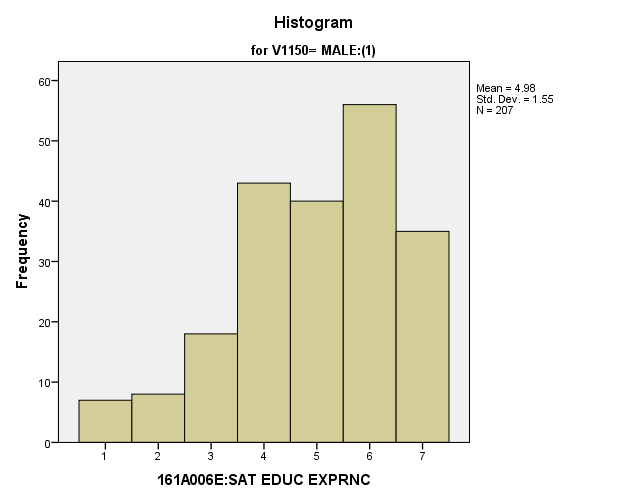 Histogram
for V1150= MALE:(1)
Mean = 4.98
Std. Dev. = 1.55
N = 207
Frequency
60
50
40
30
20
10
0
1 2 3 4 5 6 7
161A006E:SAT EDUC EXPRNC